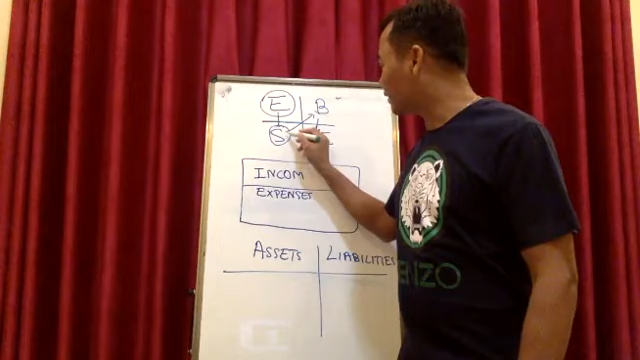 E B
S
INCOM
EXPENSES
ASSETS LIABILITIES
ENZO